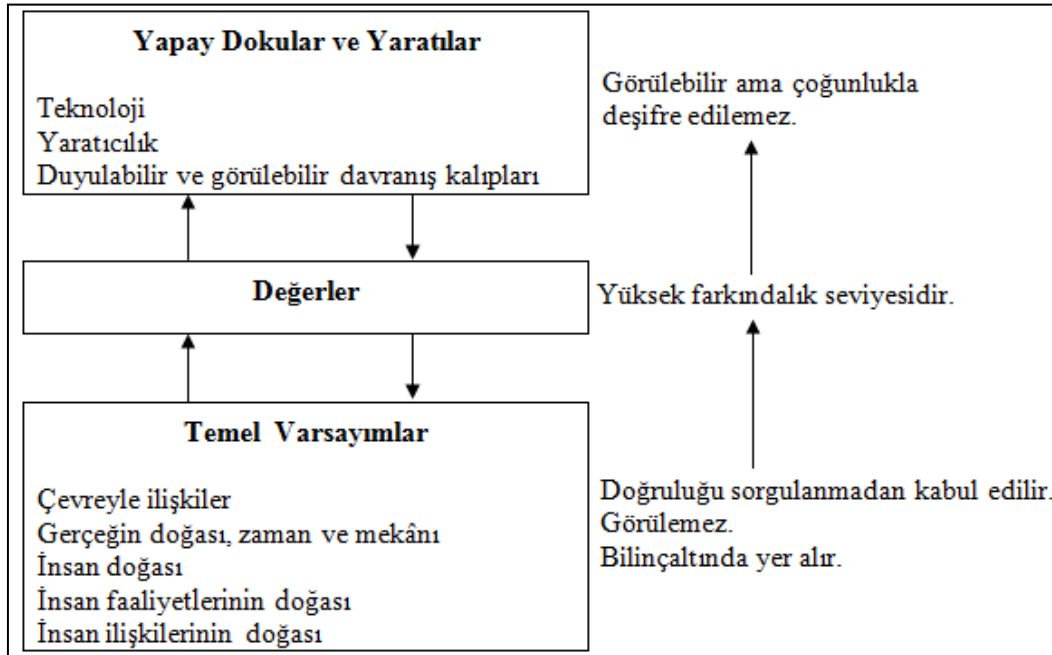 Yapay Dokular ve Yaratılar
Teknoloji
Yaratıcılık
Duyulabilir ve görülebilir davranış kalıpları
Görülebilir ama çoğunlukla
deşifre edilemez.
Değerler
Yüksek farkındalık seviyesidir.
Temel Varsayımlar
Çevreyle ilişkiler
Gerçeğin doğası, zaman ve mekânı
İnsan doğası
İnsan faaliyetlerinin doğası
İnsan ilişkilerinin doğası
Doğruluğu sorgulanmadan kabul edilir.
Görülemez.
Bilinçaltında yer alır.